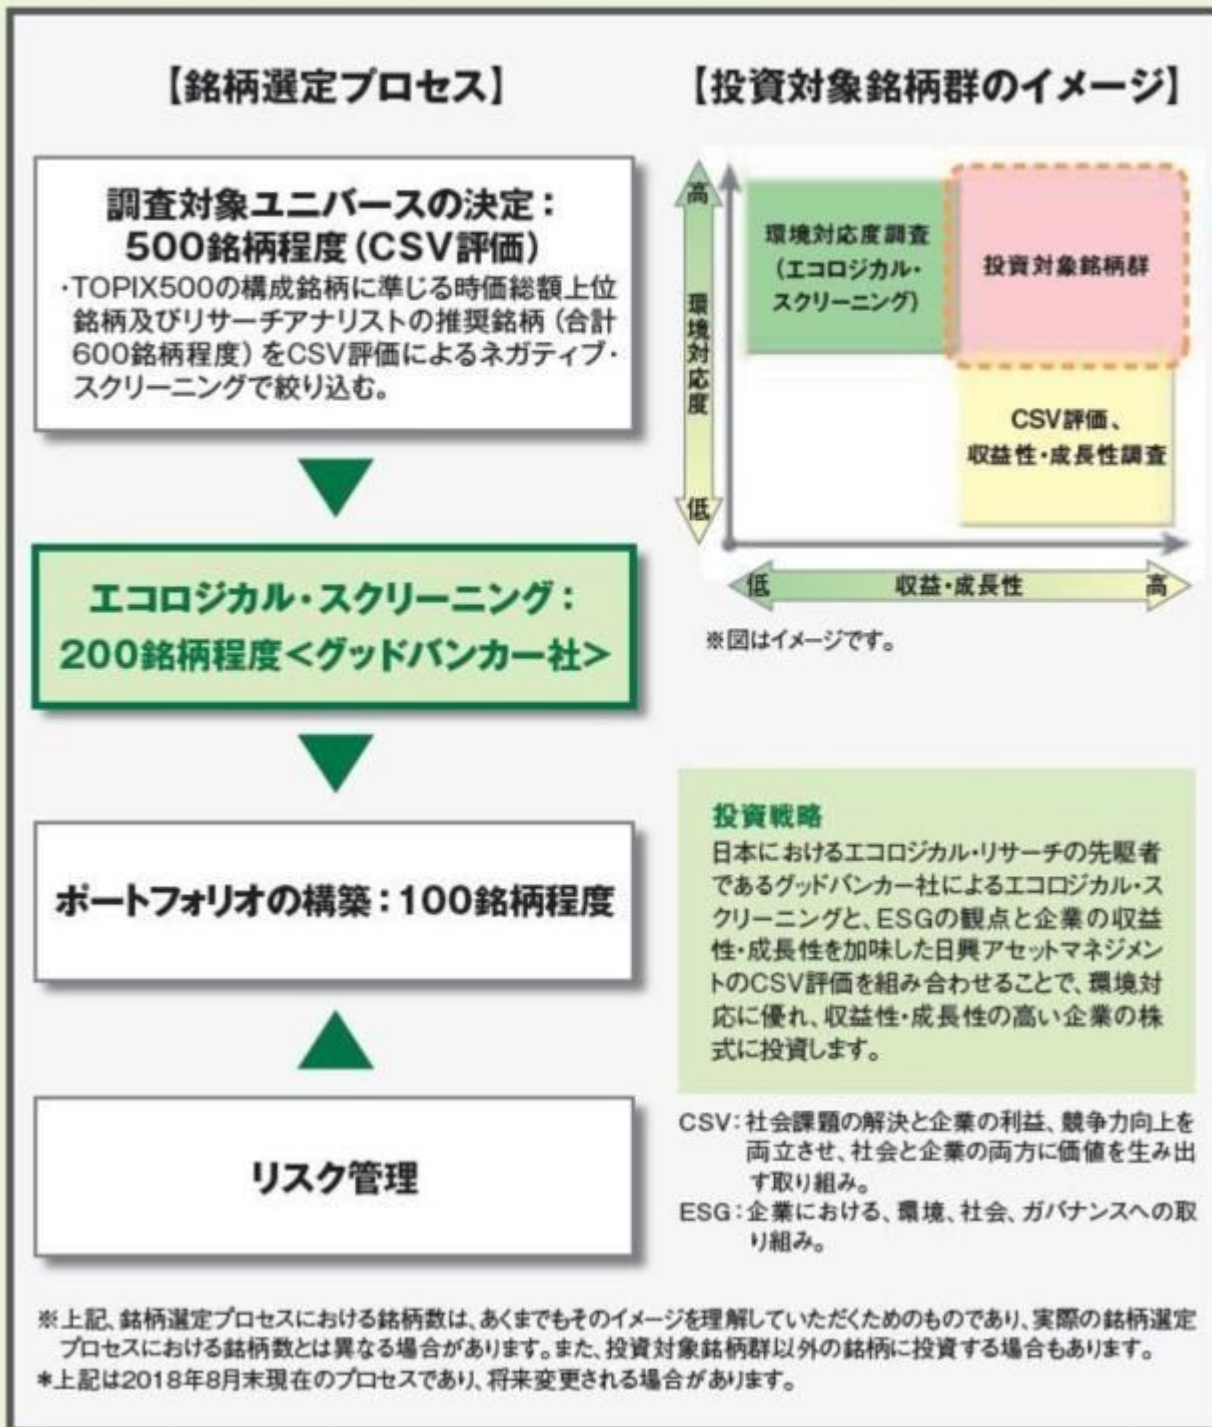 【銘柄選定プロセス】
調査対象ユニバースの決定：
500銘柄程度（CSV評価）
・TOPIX500の構成銘柄に準じる時価総額上位
銘柄及びリサーチアナリストの推奨銘柄（合計
600銘柄程度）をCSV評価によるネガティブ・
スクリーニングで絞り込む。
エコロジカル・スクリーニング：
200銘柄程度<グッドバンカー社>
ポートフォリオの構築：100銘柄程度
リスク管理
【投資対象銘柄群のイメージ】
高
環境対応度
低
環境対応度調査
（エコロジカル・
スクリーニング）
投資対象銘柄群
CSV評価、
収益性・成長性調査
低 収益・成長性 高
※図はイメージです。
投資戦略
日本におけるエコロジカル・リサーチの先駆者
であるグッドバンカー社によるエコロジカル・ス
クリーニングと、ESGの観点と企業の収益
性・成長性を加味した日興アセットマネジメン
トのCSV評価を組み合わせることで、環境対
応に優れ、収益性・成長性の高い企業の株
式に投資します。
CSV：社会課題の解決と企業の利益、競争力向上を
両立させ、社会と企業の両方に価値を生み出
す取り組み。
ESG：企業における、環境、社会、ガバナンスへの取
り組み。
※上記、銘柄選定プロセスにおける銘柄数は、あくまでもそのイメージを理解していただくためのものであり、実際の銘柄選定
プロセスにおける銘柄数とは異なる場合があります。また、投資対象銘柄群以外の銘柄に投資する場合もあります。
＊上記は2018年8月末現在のプロセスであり、将来変更される場合があります。